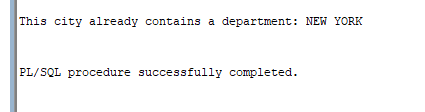 This city already contains a department: NEW YORK
PL/SQL procedure successfully completed.